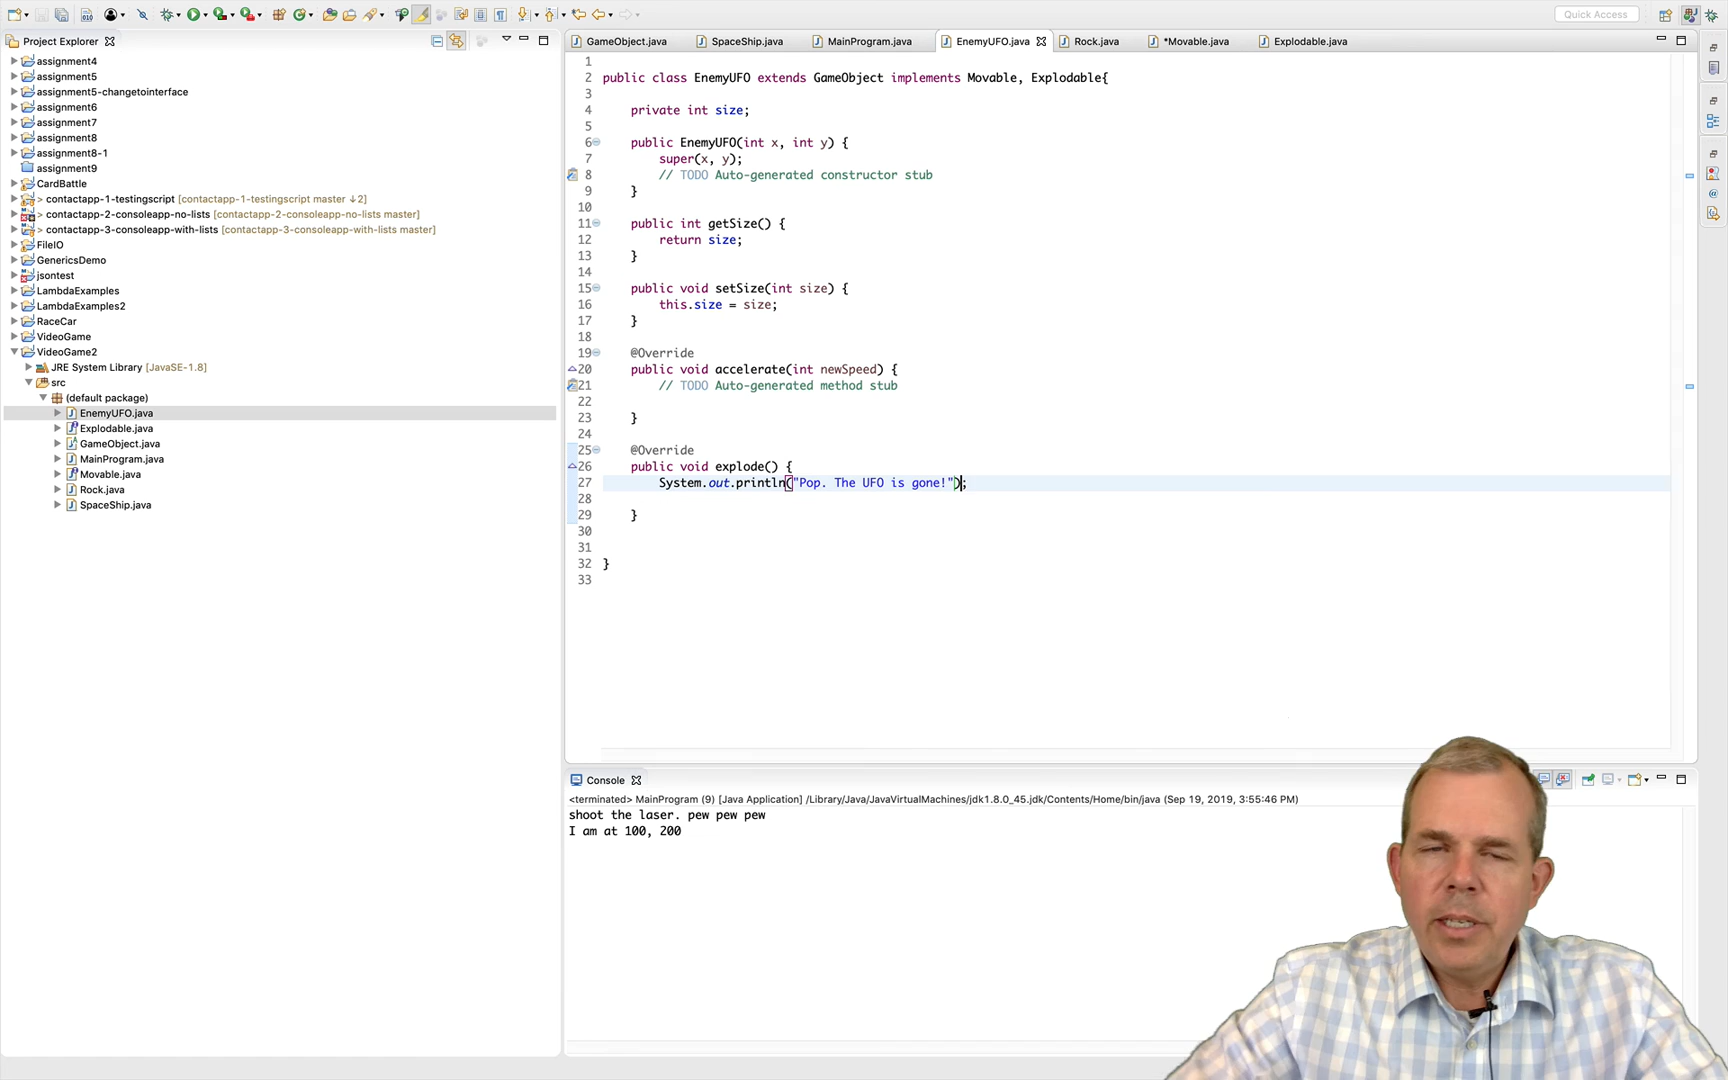 Quick Access
Project Explorer
assignment4
assignment5
assignment5-changetointerface
assignment6
assignment7
assignment8
assignment8-1
assignment9
CardBattle
> contactapp-1-testingscript [contactapp-1-testingscript master ↓2]
> contactapp-2-consoleapp-no-lists [contactapp-2-consoleapp-no-lists master]
> contactapp-3-consoleapp-with-lists [contactapp-3-consoleapp-with-lists master]
FileIO
GenericsDemo
jsontest
LambdaExamples
LambdaExamples2
RaceCar
VideoGame
VideoGame2
JRE System Library [JavaSE-1.8]
src
(default package)
EnemyUFO.java
Explodable.java
GameObject.java
MainProgram.java
Movable.java
Rock.java
SpaceShip.java
GameObject.java SpaceShip.java MainProgram.java EnemyUFO.java Rock.java *Movable.java Explodable.java
1
2 public class EnemyUFO extends GameObject implements Movable, Explodable{
3
4 private int size;
5
6 public EnemyUFO(int x, int y) {
7 super(x, y);
8 // TODO Auto-generated constructor stub
9 }
10
11 public int getSize() {
12 return size;
13 }
14
15 public void setSize(int size) {
16 this.size = size;
17 }
18
19 @Override
20 public void accelerate(int newSpeed) {
21 // TODO Auto-generated method stub
22
23 }
24
25 @Override
26 public void explode() {
27 System.out.println("Pop. The UFO is gone!");
28
29 }
30
31
32 }
33
Console
<terminated> MainProgram (9) [Java Application] /Library/Java/JavaVirtualMachines/jdk1.8.0_45.jdk/Contents/Home/bin/java (Sep 19, 2019, 3:55:46 PM)
shoot the laser. pew pew pew
I am at 100, 200